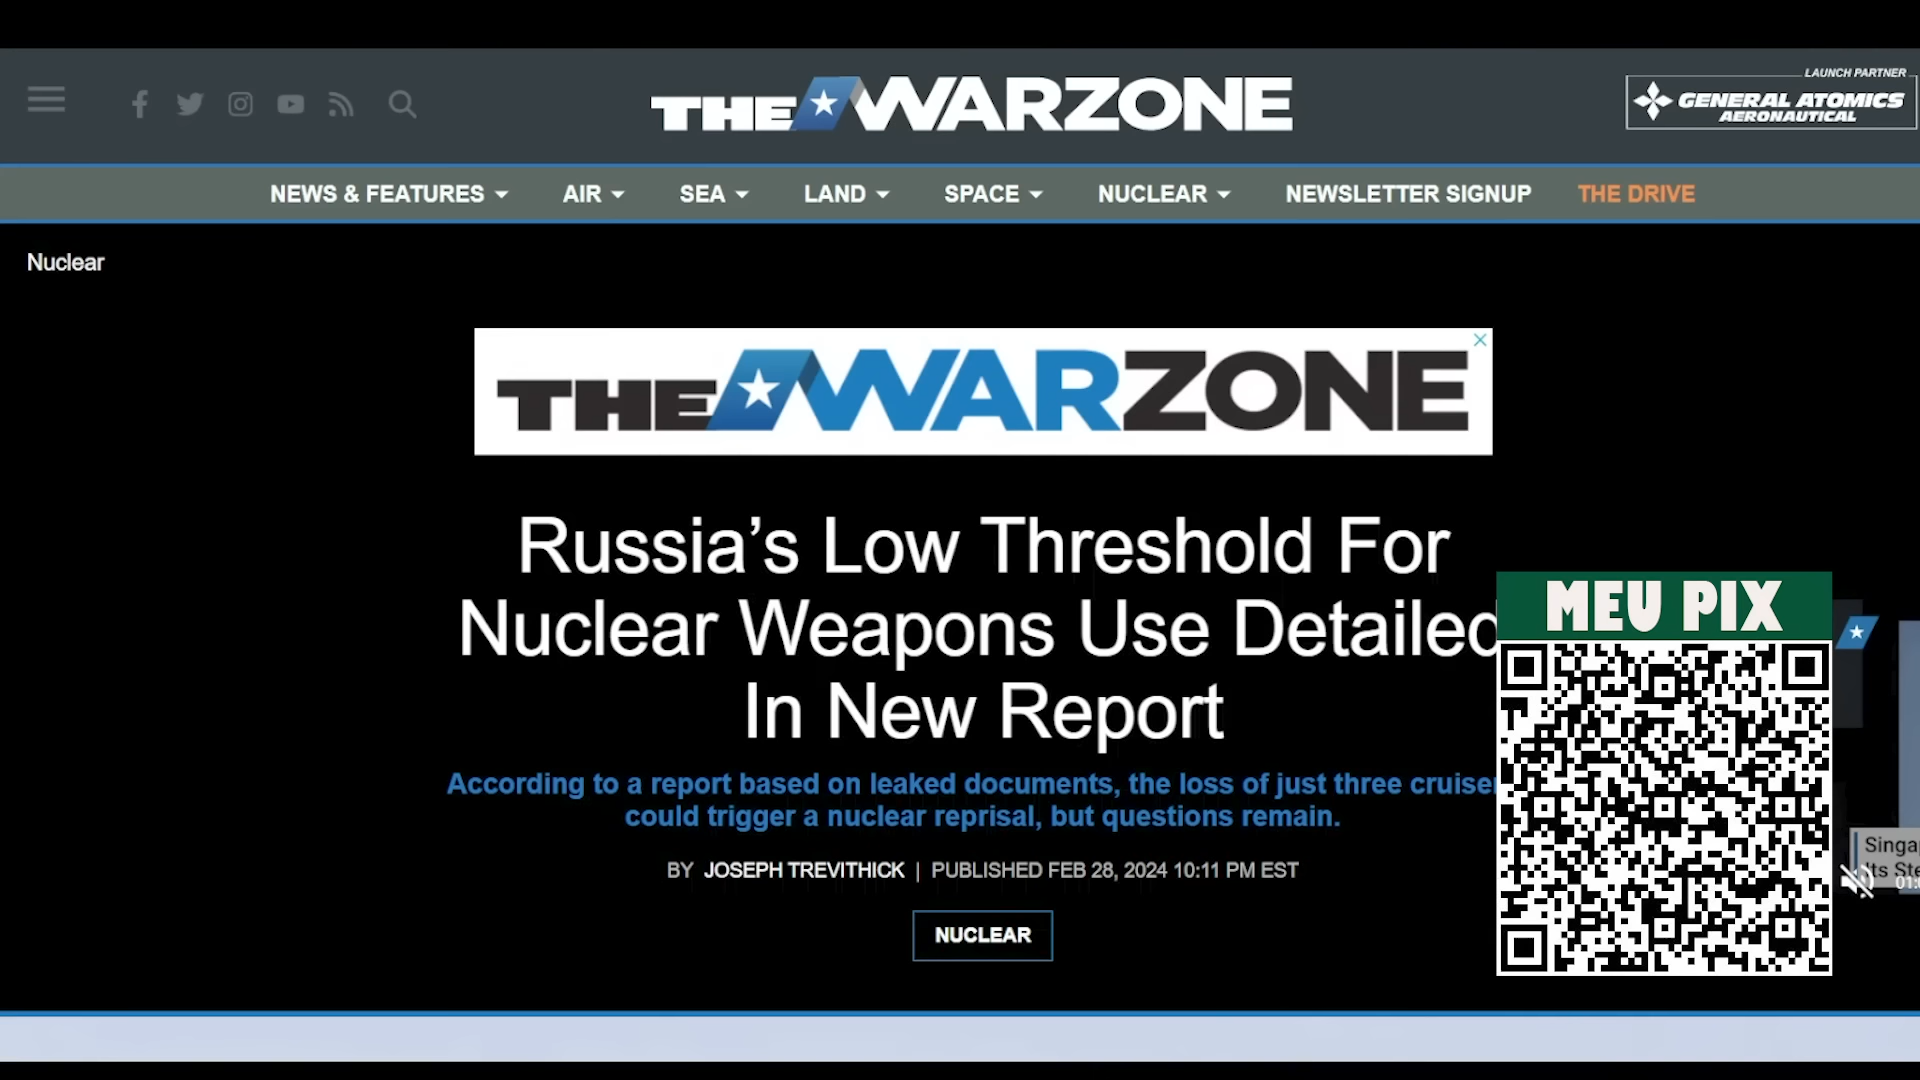 LAUNCH PARTNER
THE WARZONE
GENERAL ATOMICS
AERONAUTICAL
NEWS & FEATURES AIR SEA LAND SPACE NUCLEAR NEWSLETTER SIGNUP THE DRIVE
Nuclear
THE WARZONE
Russia's Low Threshold For
Nuclear Weapons Use Detailed
In New Report
MEU PIX
According to a report based on leaked documents, the loss of just three
could trigger a nuclear reprisal, but questions remain.
BY JOSEPH TREVITHICK | PUBLISHED FEB 28, 2024 10:11 PM EST
NUCLEAR